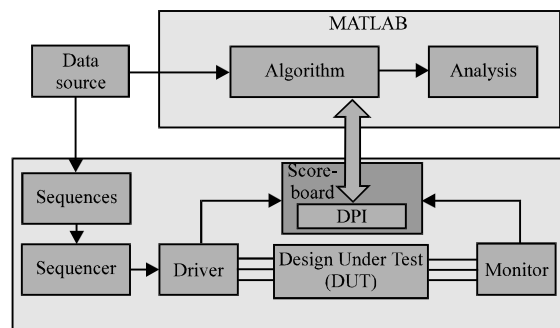 MATLAB
Data
source
Algorithm
Analysis
Score-
board
DPI
Sequences
Sequencer
Driver
Design Under Test
(DUT)
Monitor